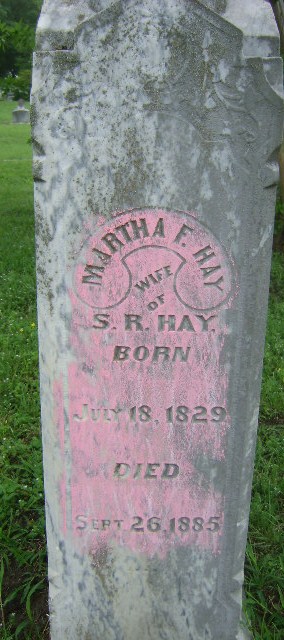 MARTHA F. HAY
WIFE
OF
S. R. HAY.
BORN
JULY 18, 1829
DIED
SEPT 26, 1885